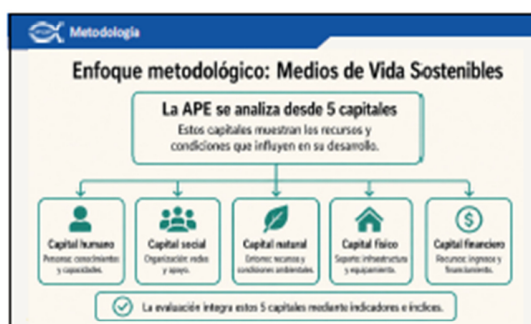 Metodología
Enfoque metodológico: Medios de Vida Sostenibles
La APE se analiza desde 5 capitales
Estos capitales muestran los recursos y
condiciones que influyen en su desarrollo.
Capital humano
Personas: conocimientos
y capacidades.
Capital social
Organización: redes
y apoyo.
Capital natural
Entorno: recursos y
condiciones ambientales.
Capital físico
Soporte: infraestructura
y equipamiento.
Capital financiero
Recursos: ingresos y
financiamiento.
La evaluación integra estos 5 capitales mediante indicadores e índices.